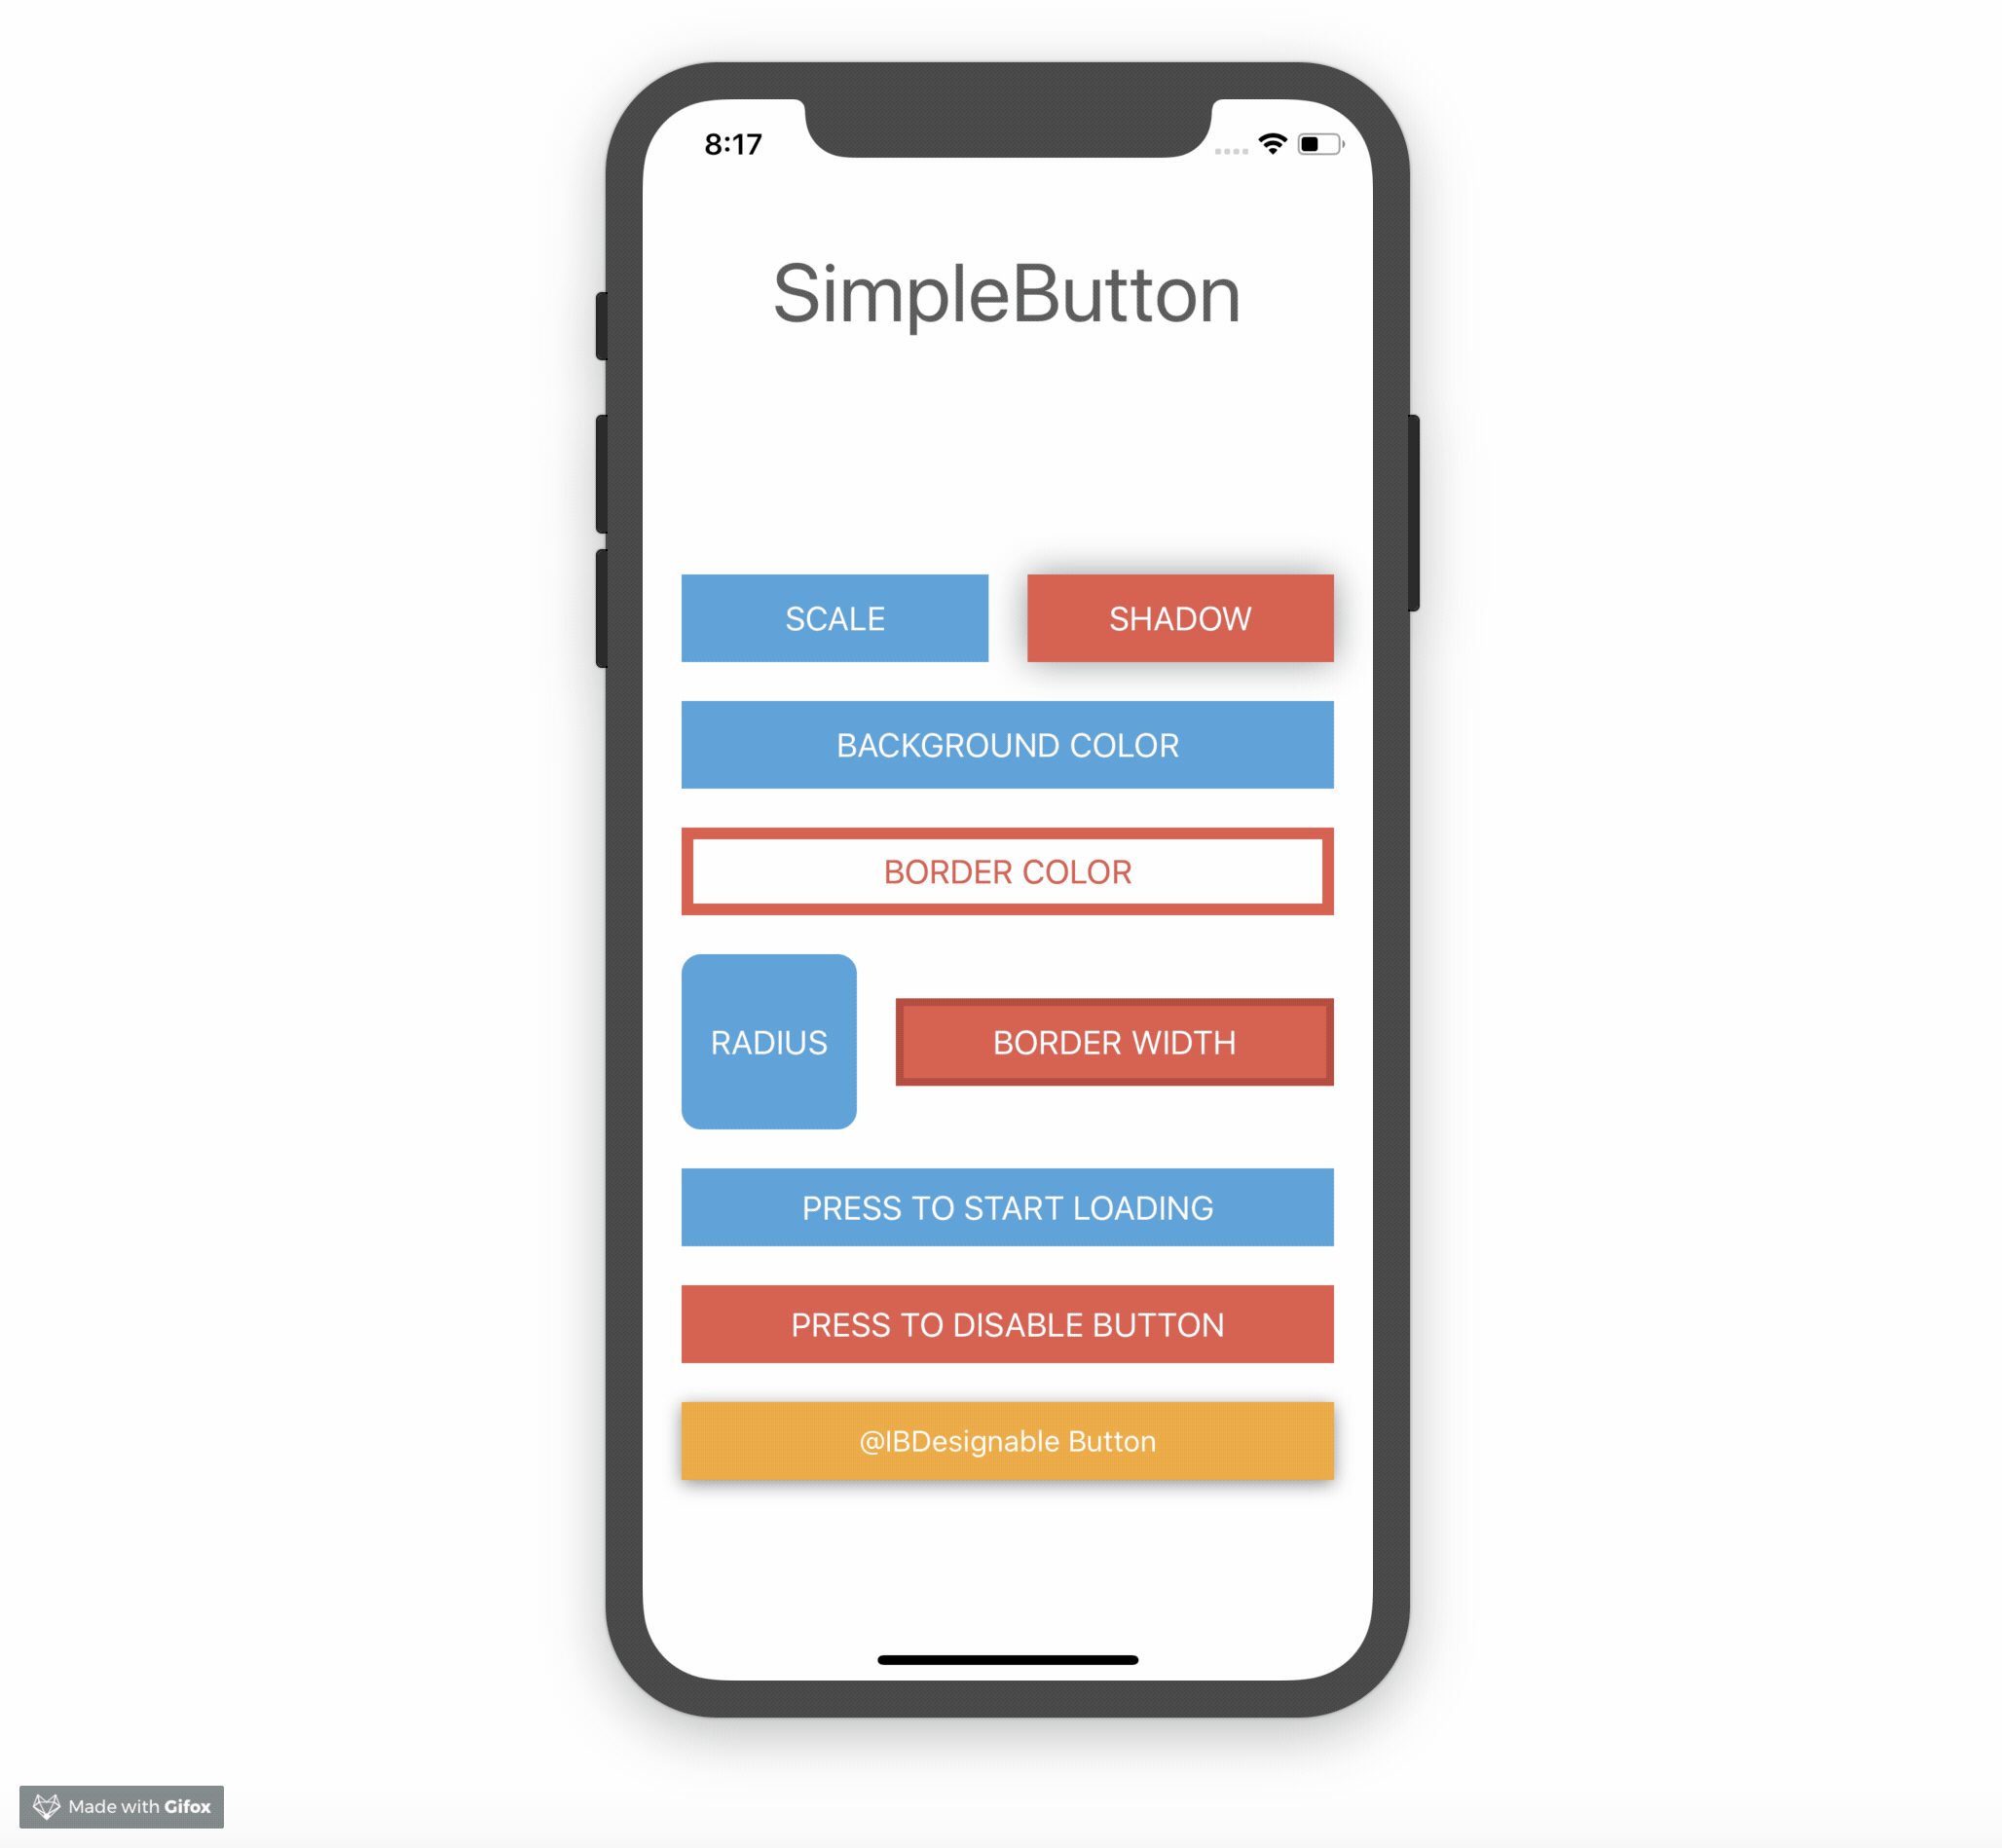 8:17
SimpleButton
SCALE
SHADOW
BACKGROUND COLOR
BORDER COLOR
RADIUS
BORDER WIDTH
PRESS TO START LOADING
PRESS TO DISABLE BUTTON
@IBDesignable Button
Made with Gifox